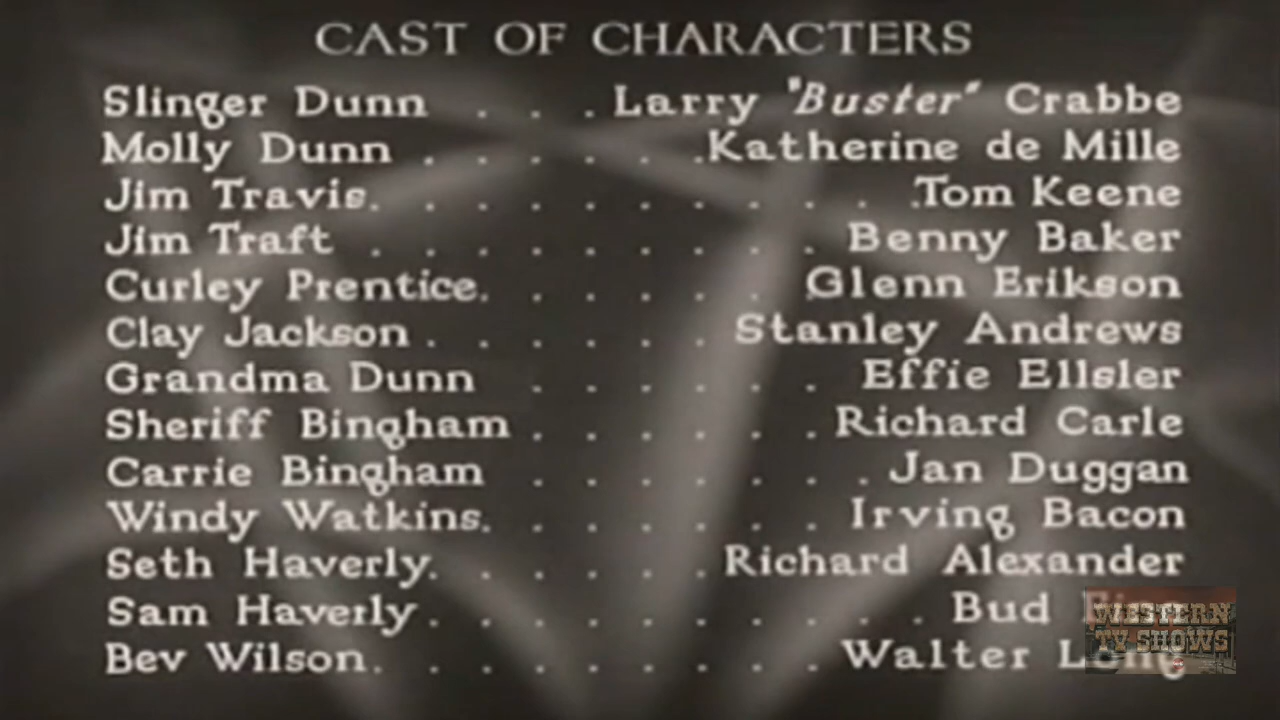 CAST OF CHARACTERS
Slinger Dunn . . . Larry "Buster" Crabbe
Molly Dunn . . . . . . Katherine de Mille
Jim Travis. . . . . . . . . . . Tom Keene
Jim Traft . . . . . . . . . Benny Baker
Curley Prentice. . . . . . . Glenn Erikson
Clay Jackson . . . . . . Stanley Andrews
Grandma Dunn . . . . . . Effie Ellsler
Sheriff Bingham . . . . . . Richard Carle
Carrie Bingham . . . . . . . Jan Duggan
Windy Watkins. . . . . . . Irving Bacon
Seth Haverly. . . . . . Richard Alexander
Sam Haverly . . . . . . . . . . Bud
Bev Wilson. . . . . . . . . Walter Long
WESTERN
TV SHOWS